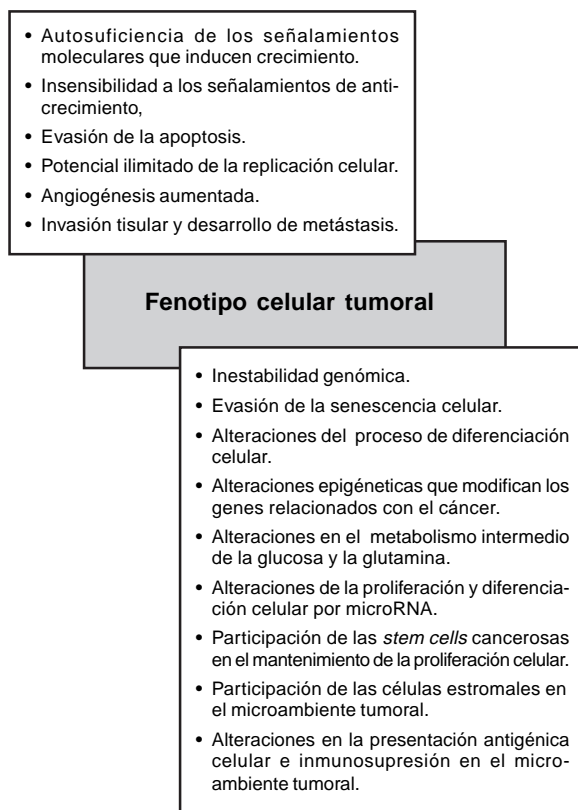 • Autosuficiencia de los señalamientos
moleculares que inducen crecimiento.
• Insensibilidad a los señalamientos de anti-
crecimiento,
• Evasión de la apoptosis.
• Potencial ilimitado de la replicación celular.
• Angiogénesis aumentada.
• Invasión tisular y desarrollo de metástasis.
Fenotipo celular tumoral
• Inestabilidad genómica.
• Evasión de la senescencia celular.
• Alteraciones del proceso de diferenciación
celular.
• Alteraciones epigéneticas que modifican los
genes relacionados con el cáncer.
• Alteraciones en el metabolismo intermedio
de la glucosa y la glutamina.
• Alteraciones de la proliferación y diferencia-
ción celular por microRNA.
• Participación de las stem cells cancerosas
en el mantenimiento de la proliferación celular.
• Participación de las células estromales en
el microambiente tumoral.
• Alteraciones en la presentación antigénica
celular e inmunosupresión en el micro-
ambiente tumoral.